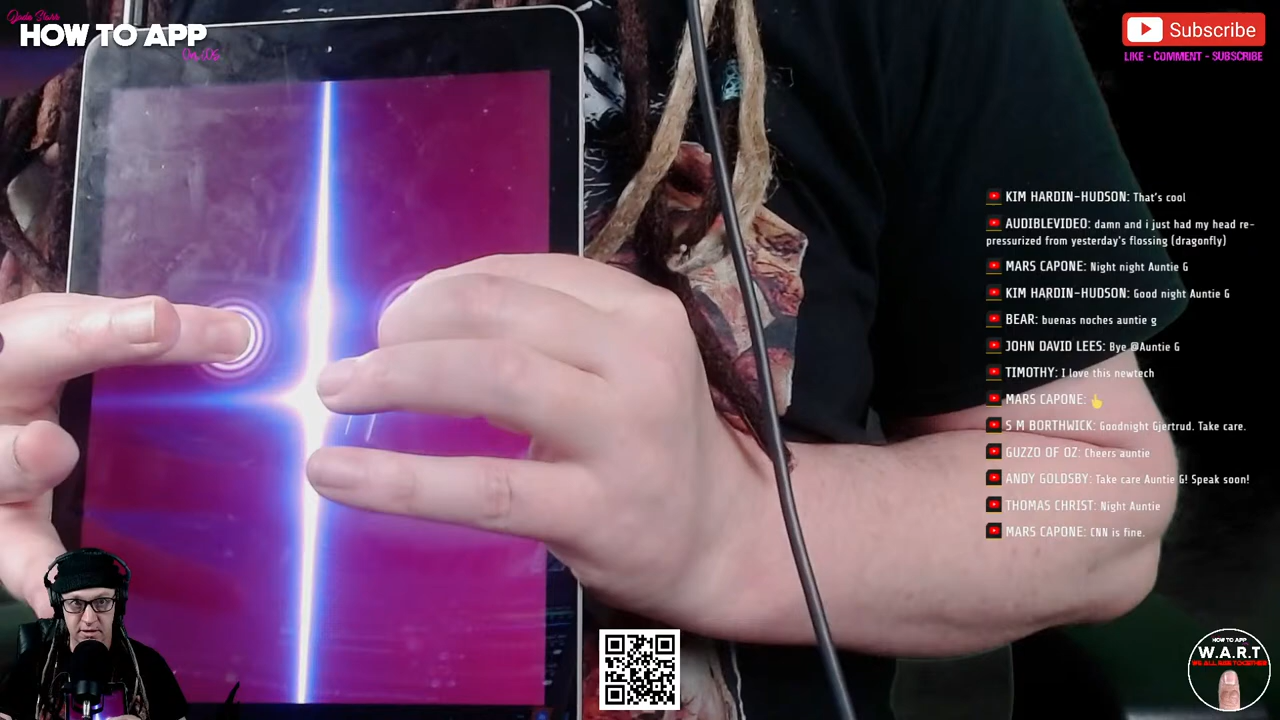 Jade Starr
HOW TO APP
On iOS
Subscribe
LIKE - COMMENT - SUBSCRIBE
KIM HARDIN-HUDSON: That's cool
AUDIBLEVIDEO: damn and i just had my head re-
pressurized from yesterday's flossing (dragonfly)
MARS CAPONE: Night night Auntie G
KIM HARDIN-HUDSON: Good night Auntie G
BEAR: buenas noches auntie g
JOHN DAVID LEES: Bye @Auntie G
TIMOTHY: I love this newtech
MARS CAPONE: 👆
S M BORTHWICK: Goodnight Gjertrud. Take care.
GUZZO OF OZ: Cheers auntie
ANDY GOLDSBY: Take care Auntie G! Speak soon!
THOMAS CHRIST: Night Auntie
MARS CAPONE: CNN is fine.
HOW TO APP
W.A.R.T
WE ALL RISE TOGETHER